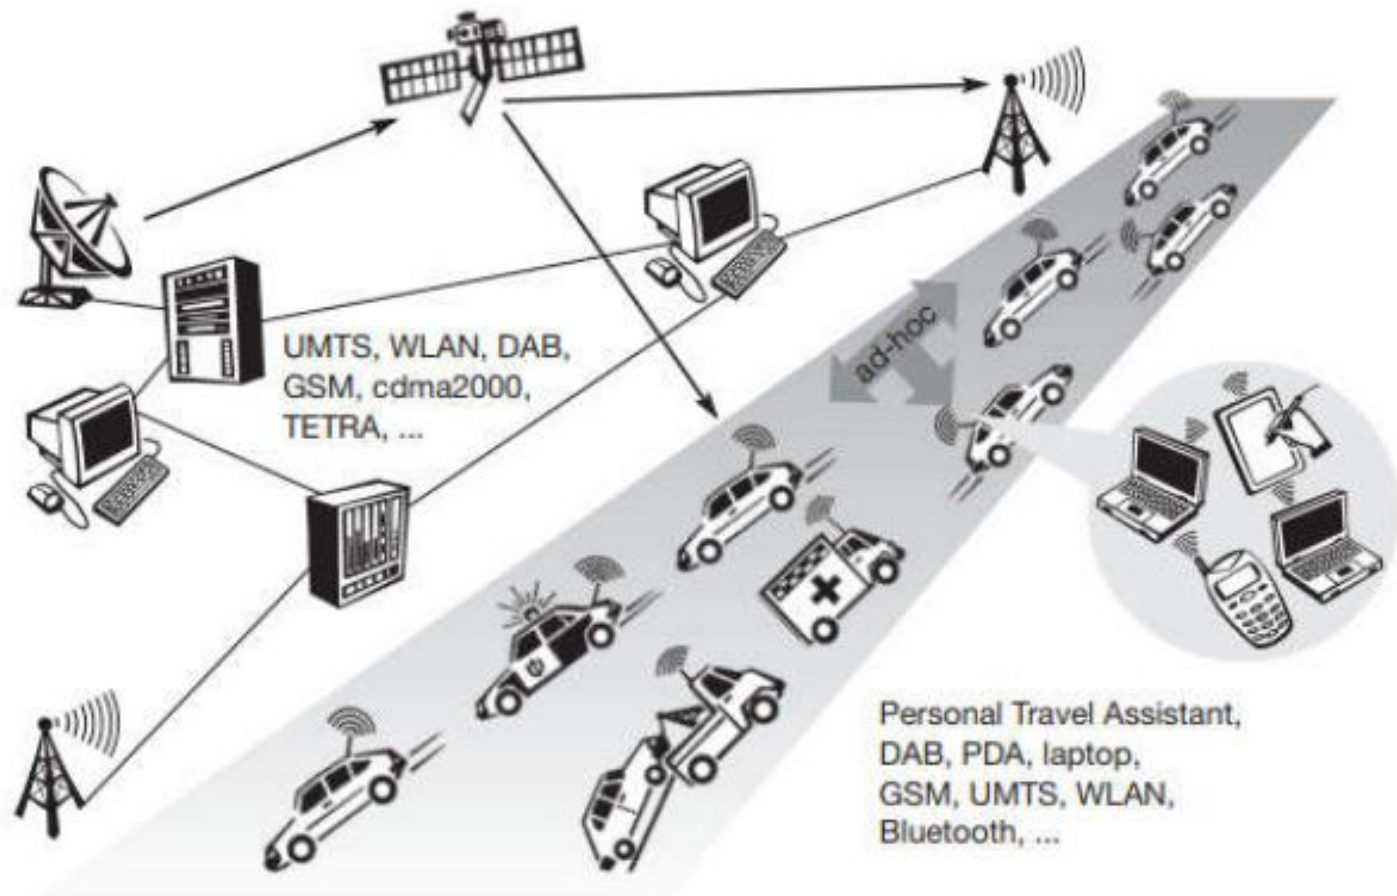 UMTS, WLAN, DAB,
GSM, cdma2000,
TETRA, ...
ad-hoc
Personal Travel Assistant,
DAB, PDA, laptop,
GSM, UMTS, WLAN,
Bluetooth, ...